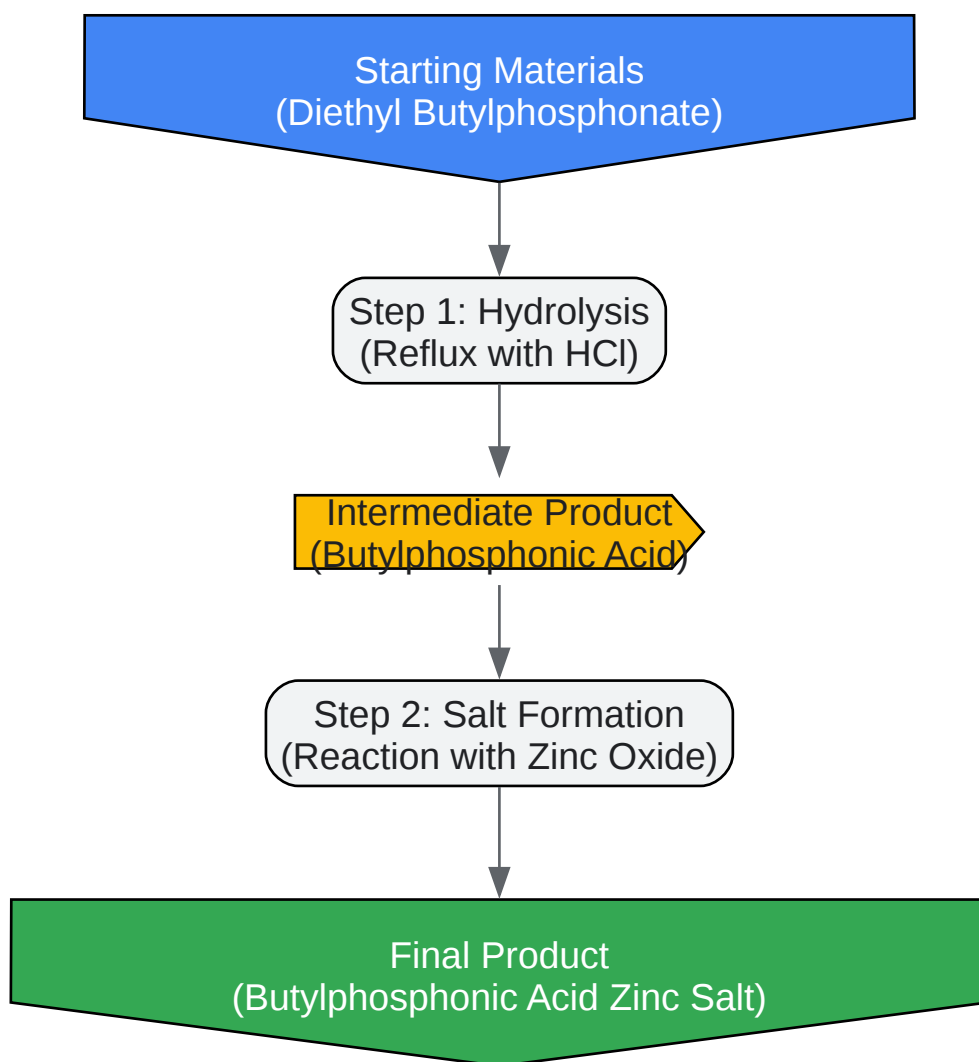 Starting Materials
(Diethyl Butylphosphonate)
Step 1: Hydrolysis
(Reflux with HCl)
Intermediate Product
(Butylphosphonic Acid)
Step 2: Salt Formation
(Reaction with Zinc Oxide)
Final Product
(Butylphosphonic Acid Zinc Salt)